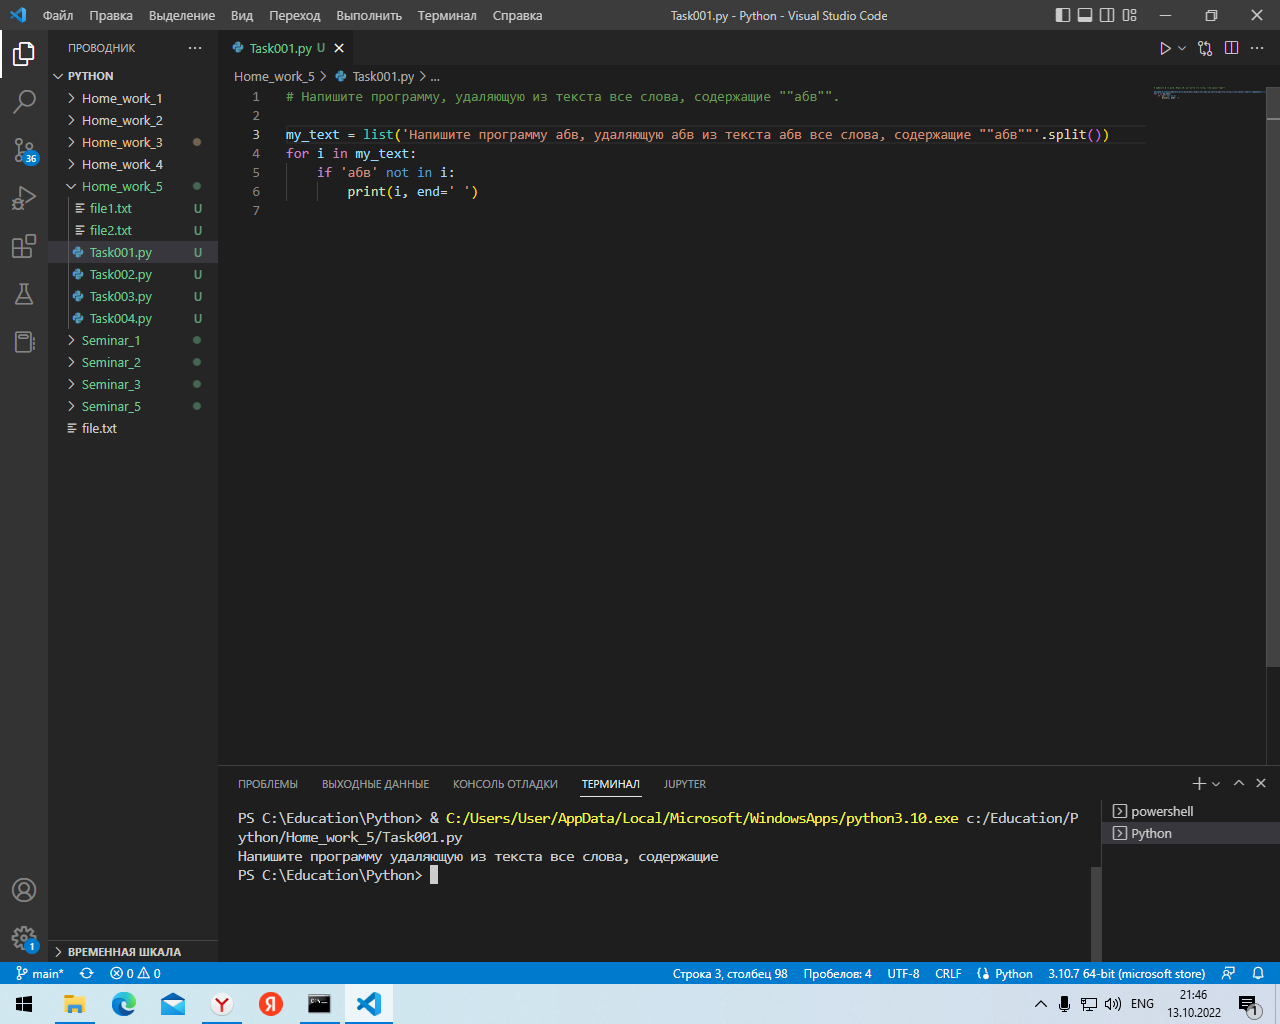 Файл Правка Выделение Вид Переход Выполнить Терминал Справка
Task001.py - Python - Visual Studio Code
ПРОВОДНИК ...
PYTHON
Home_work_1
Home_work_2
Home_work_3
Home_work_4
Home_work_5
file1.txt U
file2.txt U
Task001.py U
Task002.py U
Task003.py U
Task004.py U
Seminar_1
Seminar_2
Seminar_3
Seminar_5
file.txt
ВРЕМЕННАЯ ШКАЛА
36
1
Task001.py U
Home_work_5 > Task001.py > ...
1 # Напишите программу, удаляющую из текста все слова, содержащие ""абв"".
2
3 my_text = list('Напишите программу абв, удаляющую абв из текста абв все слова, содержащие ""абв""'.split())
4 for i in my_text:
5 if 'абв' not in i:
6 print(i, end=' ')
7
ПРОБЛЕМЫ ВЫХОДНЫЕ ДАННЫЕ КОНСОЛЬ ОТЛАДКИ ТЕРМИНАЛ JUPYTER
PS C:\Education\Python> & C:/Users/User/AppData/Local/Microsoft/WindowsApps/python3.10.exe c:/Education/P
ython/Home_work_5/Task001.py
Напишите программу удаляющую из текста все слова, содержащие
PS C:\Education\Python>
powershell
Python
main* 0 0 Строка 3, столбец 98 Пробелов: 4 UTF-8 CRLF Python 3.10.7 64-bit (microsoft store)
Y Я ENG 21:46
13.10.2022
1